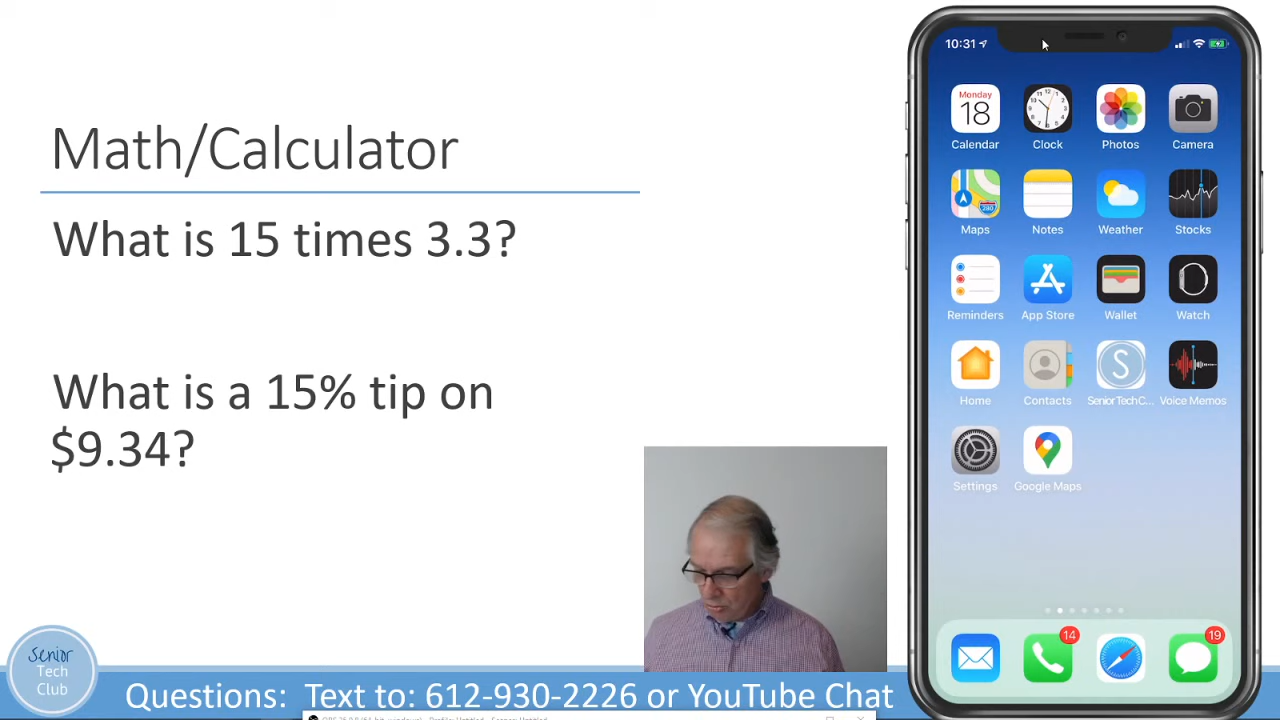 Math/Calculator
What is 15 times 3.3?
What is a 15% tip on
$9.34?
Senior
Tech
Club
Questions: Text to: 612-930-2226 or YouTube Chat
10:31
Monday
18
Calendar
Clock
Photos
Camera
Maps
Notes
Weather
Stocks
Reminders
App Store
Wallet
Watch
Home
Contacts
S
SeniorTechC...
Voice Memos
Settings
Google Maps
14
19